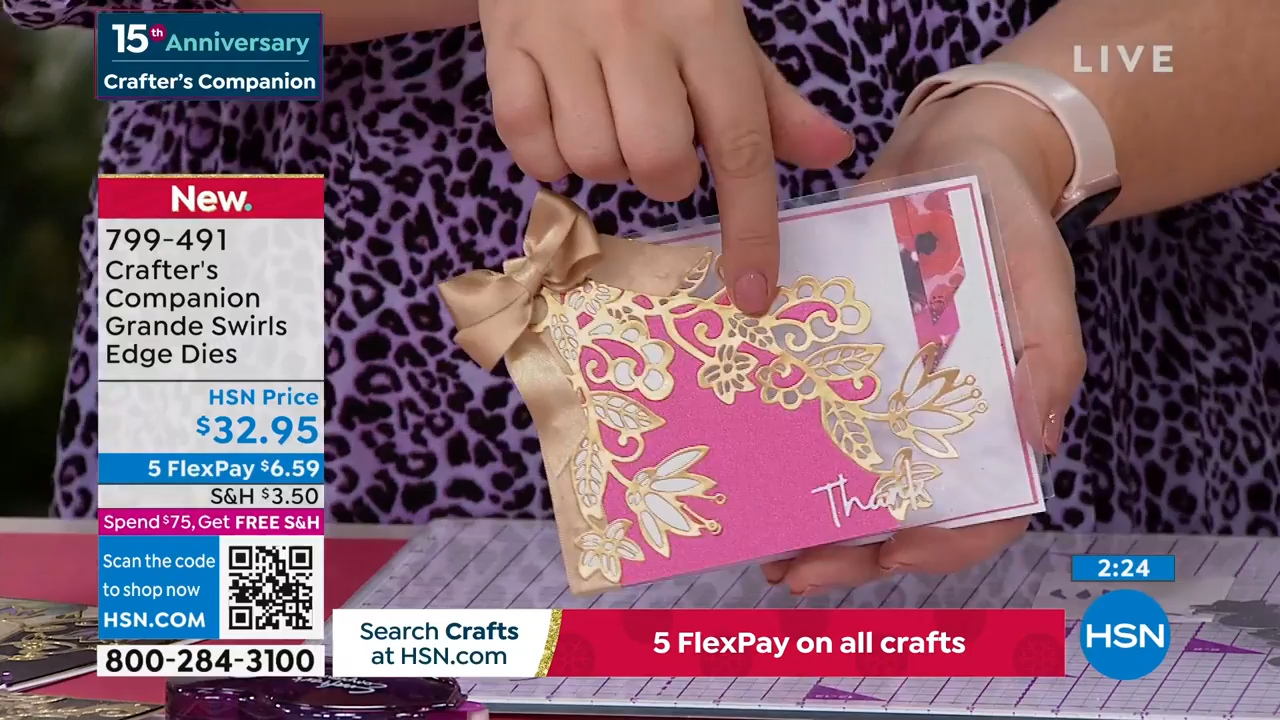 15th Anniversary
Crafter's Companion
LIVE
New.
799-491
Crafter's
Companion
Grande Swirls
Edge Dies
HSN Price
$32.95
5 FlexPay $6.59
S&H $3.50
Spend $75, Get FREE S&H
Scan the code
to shop now
HSN.COM
800-284-3100
Thank
2:24
HSN
Search Crafts
at HSN.com
5 FlexPay on all crafts